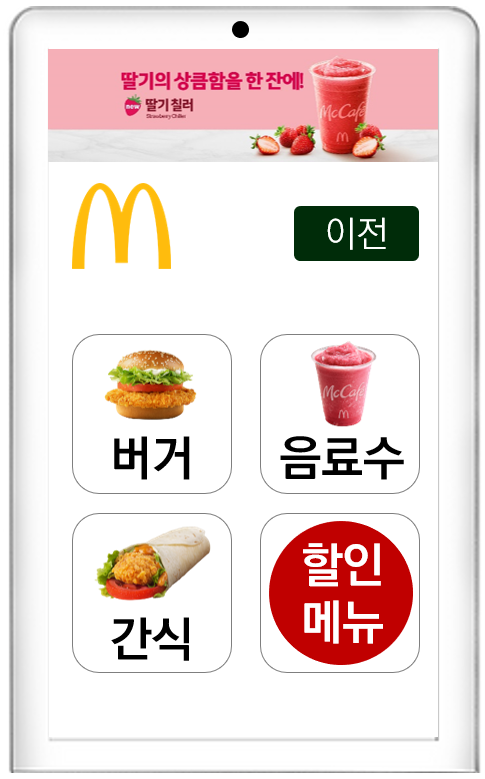 딸기의 상큼함을 한 잔에!
new 딸기 칠러
Strawberry Chiller
McCafé
이전
McCafé
버거
음료수
할인
메뉴
간식